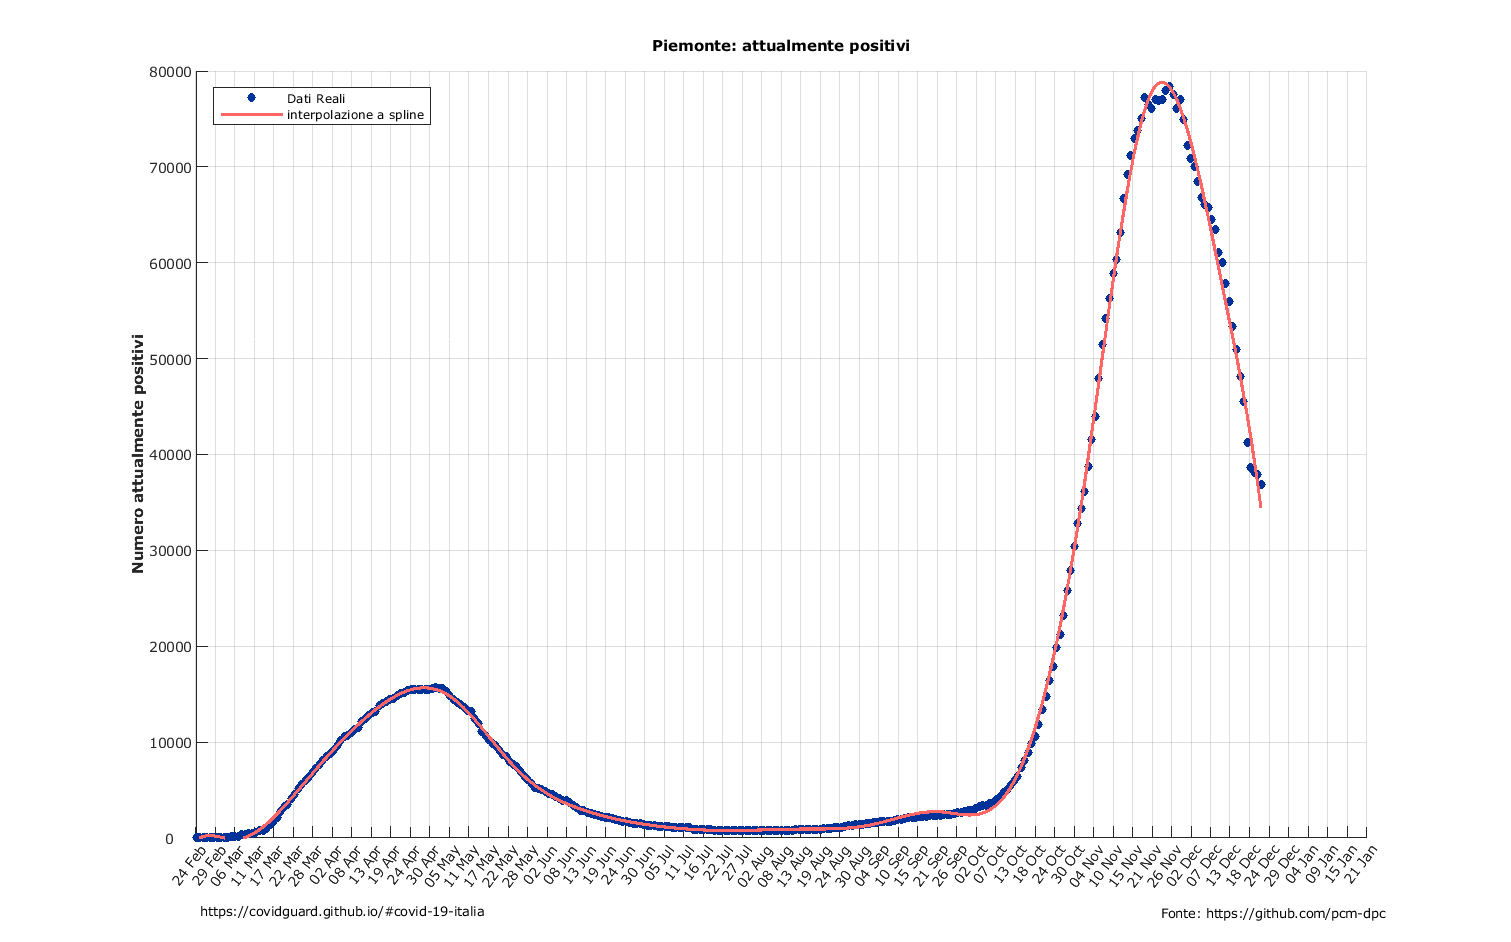 Piemonte: attualmente positivi
Dati Reali
interpolazione a spline
Numero attualmente positivi
80000
70000
60000
50000
40000
30000
20000
10000
0
24 Feb
29 Feb
06 Mar
11 Mar
17 Mar
22 Mar
28 Mar
02 Apr
08 Apr
13 Apr
19 Apr
24 Apr
30 Apr
05 May
11 May
17 May
22 May
28 May
02 Jun
08 Jun
13 Jun
19 Jun
24 Jun
30 Jun
05 Jul
11 Jul
16 Jul
22 Jul
27 Jul
02 Aug
08 Aug
13 Aug
19 Aug
24 Aug
30 Aug
04 Sep
10 Sep
15 Sep
21 Sep
26 Sep
02 Oct
07 Oct
13 Oct
18 Oct
24 Oct
30 Oct
04 Nov
10 Nov
15 Nov
21 Nov
26 Nov
02 Dec
07 Dec
13 Dec
18 Dec
24 Dec
29 Dec
04 Jan
09 Jan
15 Jan
21 Jan
https://covidguard.github.io/#covid-19-italia
Fonte: https://github.com/pcm-dpc